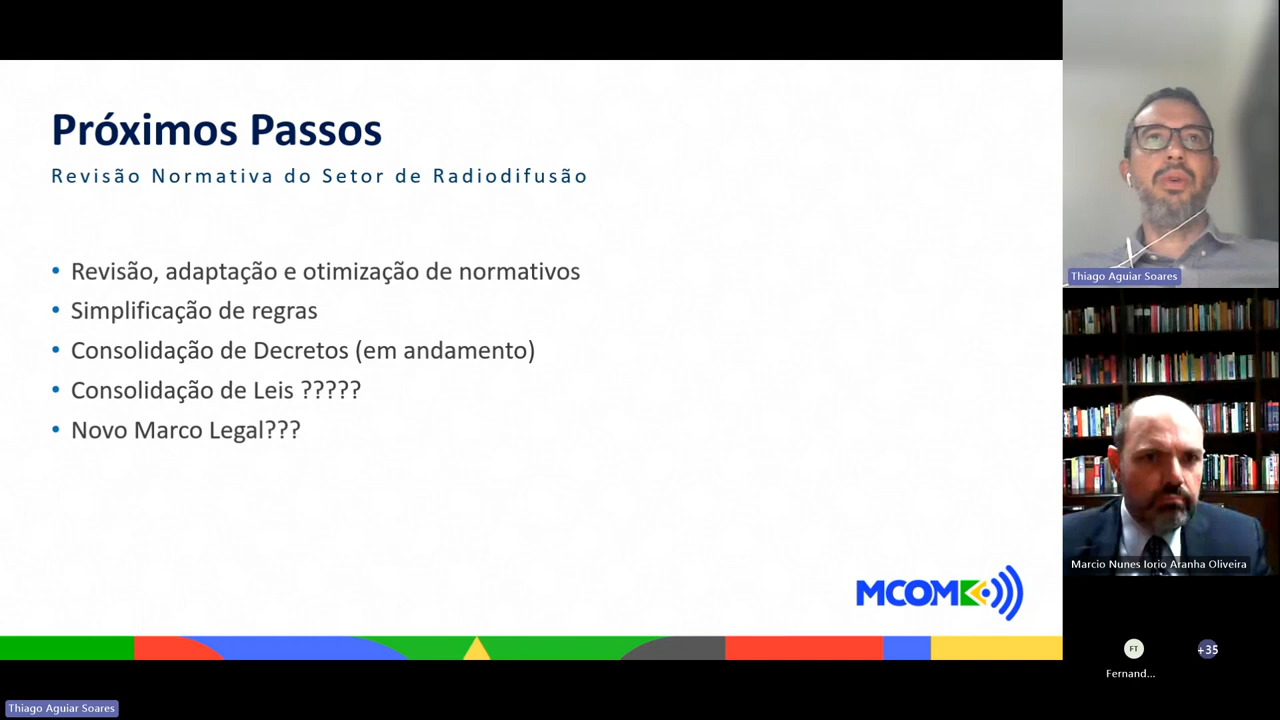 Próximos Passos
Revisão Normativa do Setor de Radiodifusão
• Revisão, adaptação e otimização de normativos
• Simplificação de regras
• Consolidação de Decretos (em andamento)
• Consolidação de Leis ?????
• Novo Marco Legal???
MCOM
Thiago Aguiar Soares
Marcio Nunes Iorio Aranha Oliveira
FT
+35
Fernand...
Thiago Aguiar Soares